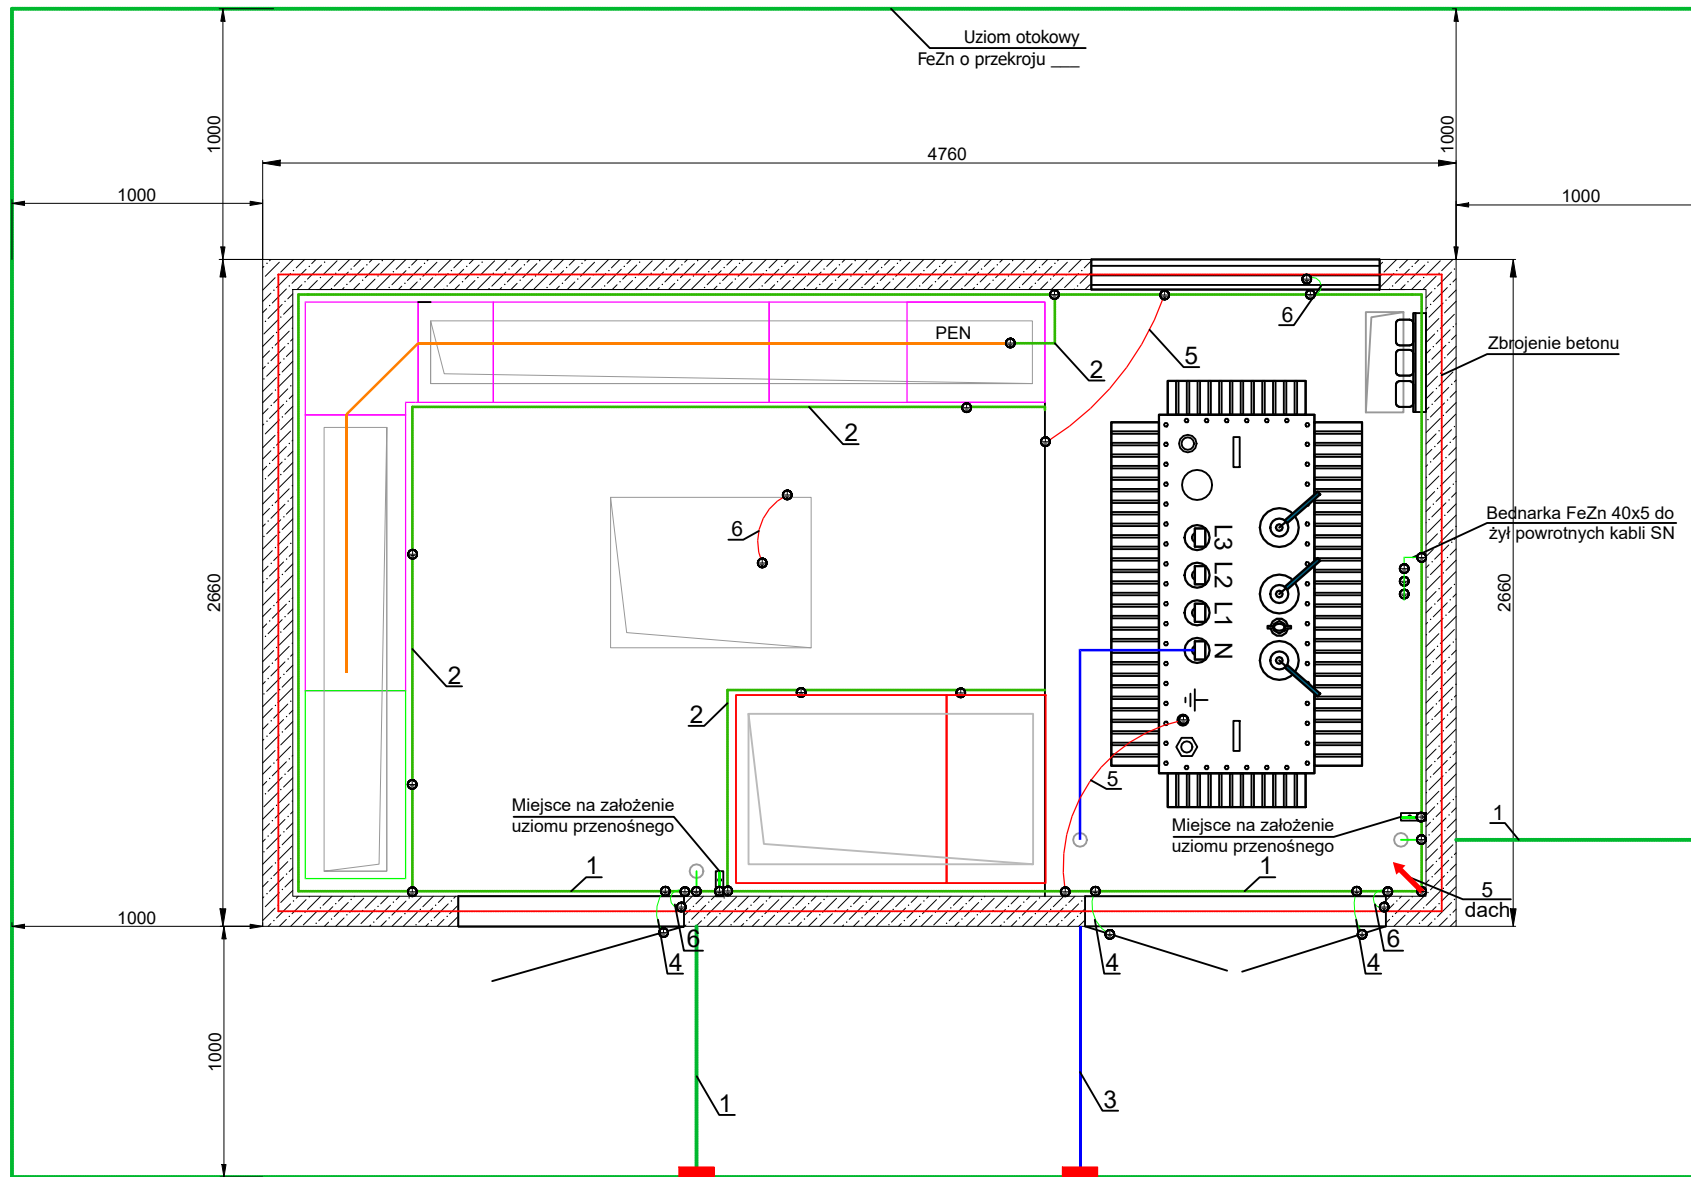 Uziom otokowy
FeZn o przekroju ___
1000
1000
4760
1000
1000
6
Zbrojenie betonu
PEN
5
2
2
Bednarka FeZn 40x5 do
żył powrotnych kabli SN
6
L3
L2
L1
N
2660
2660
2
2
5
Miejsce na założenie
uziomu przenośnego
Miejsce na założenie
uziomu przenośnego
1
1
1
5
dach
1000
6
4
4
6
4
1000
1
3